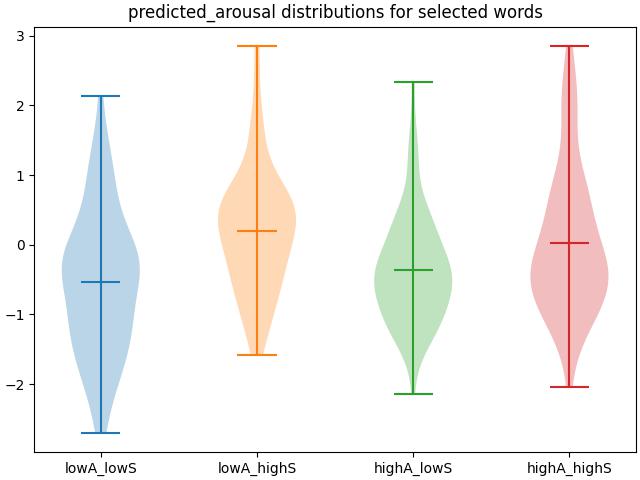 predicted_arousal distributions for selected words
3
2
1
0
−1
−2
lowA_lowS
lowA_highS
highA_lowS
highA_highS